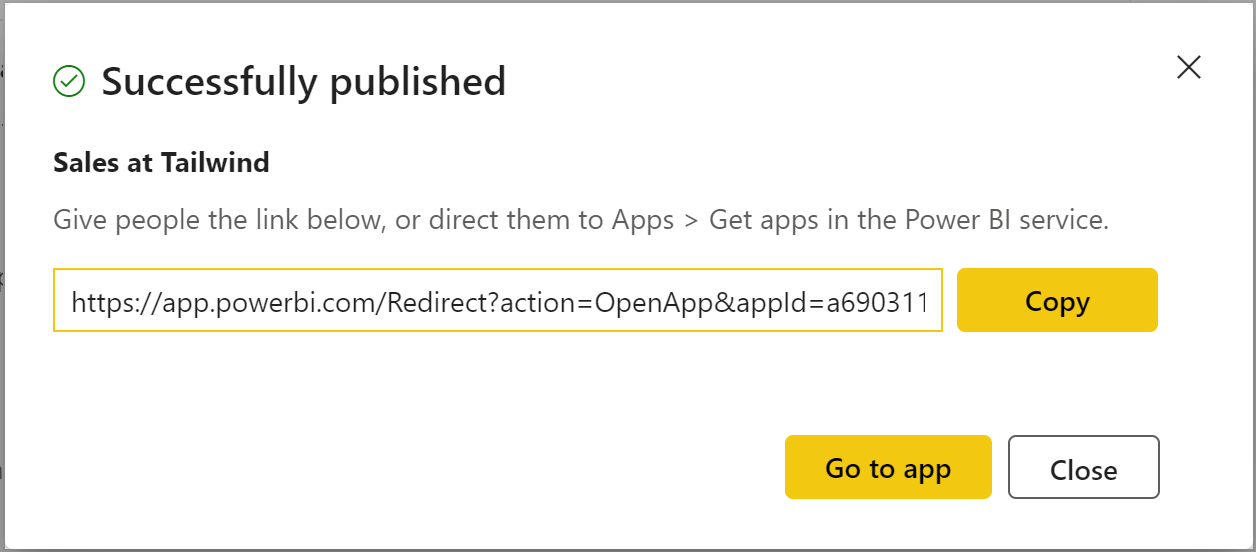 Successfully published
Sales at Tailwind
Give people the link below, or direct them to Apps > Get apps in the Power BI service.
https://app.powerbi.com/Redirect?action=OpenApp&appId=a690311
Copy
Go to app
Close